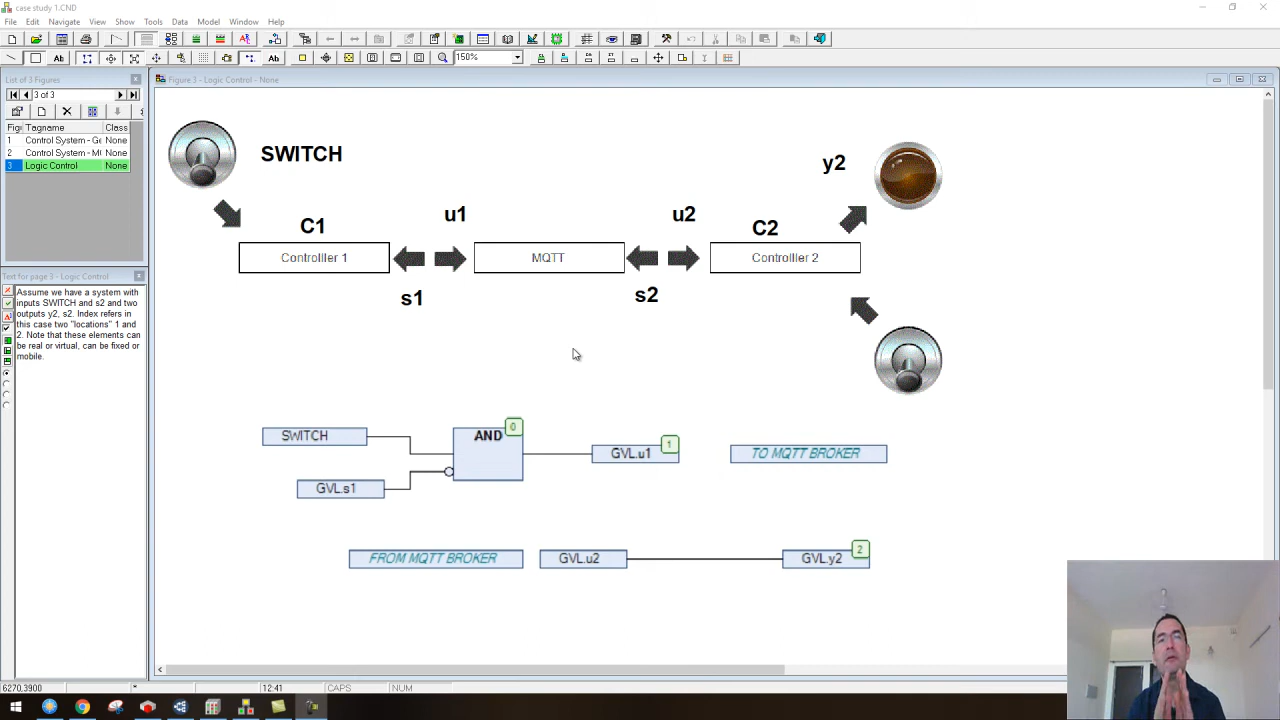 case study 1.CND
File Edit Navigate View Show Tools Data Model Window Help
Ab Ab 150%
List of 3 Figures
3 of 3
Figu Tagname Class
1 Control System - Ge None
2 Control System - M( None
3 Logic Control None
Text for page 3 - Logic Control
Assume we have a system with
inputs SWITCH and s2 and two
outputs y2, s2. Index refers in
this case two "locations" 1 and
2. Note that these elements can
be real or virtual, can be fixed or
mobile.
Figure 3 - Logic Control - None
SWITCH
y2
C1
u1
u2
C2
Controlller 1
MQTT
Controlller 2
s1
s2
SWITCH
AND
0
GVL.u1
1
TO MQTT BROKER
GVL.s1
FROM MQTT BROKER
GVL.u2
GVL.y2
2
6270,3900 * 12:41 CAPS NUM